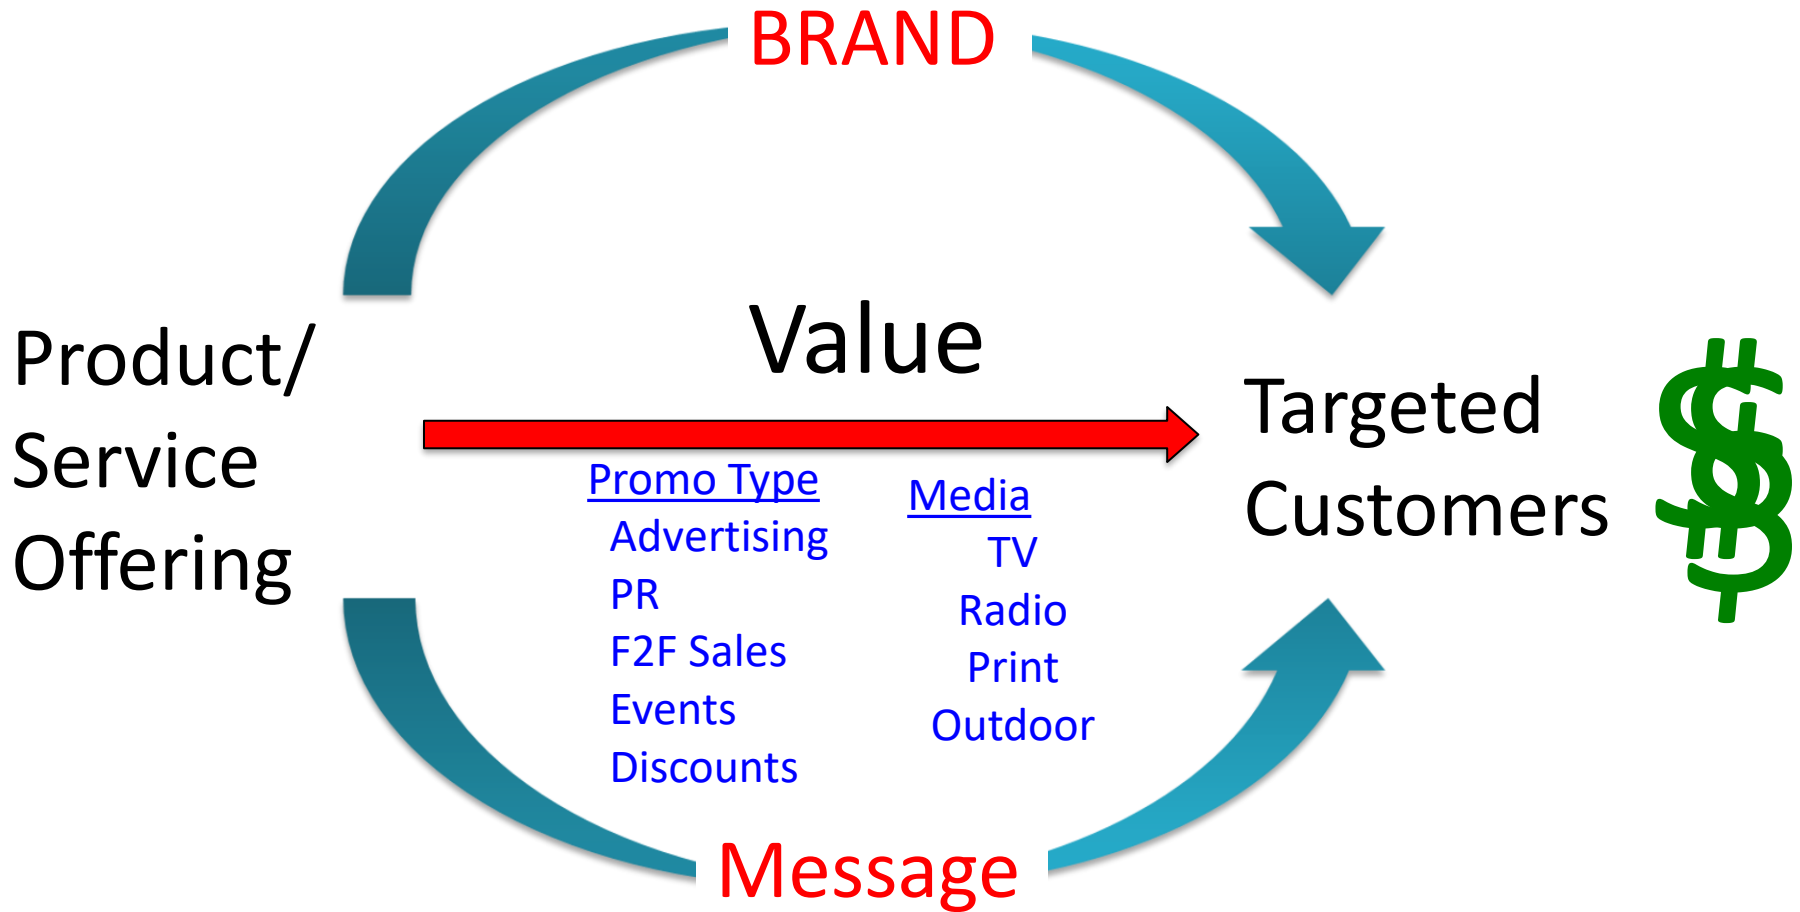 BRAND
Product/
Service
Offering
Value
Promo Type
Advertising
PR
F2F Sales
Events
Discounts
Media
TV
Radio
Print
Outdoor
Targeted
Customers
$$$
Message